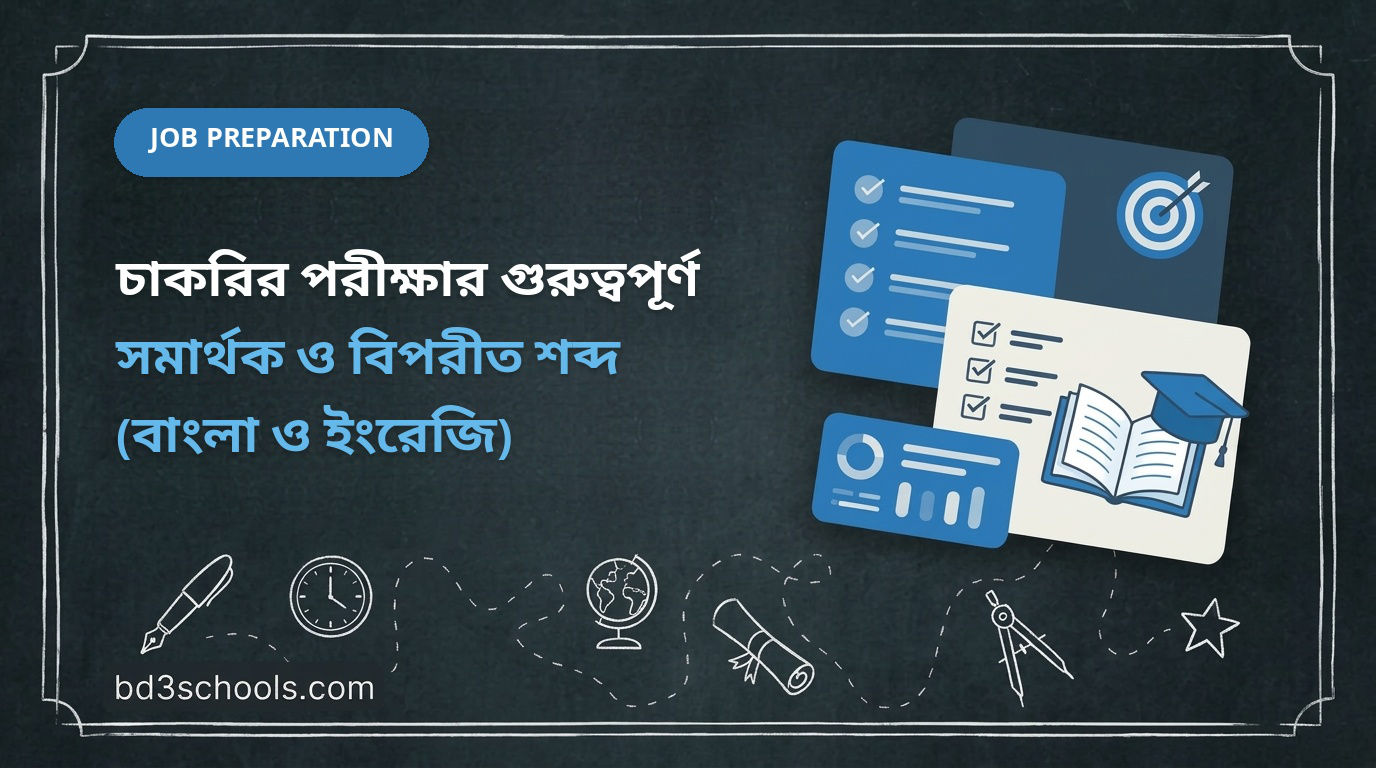 JOB PREPARATION
চাকরির পরীক্ষার গুরুত্বপূর্ণ
সমার্থক ও বিপরীত শব্দ
(বাংলা ও ইংরেজি)
bd3schools.com